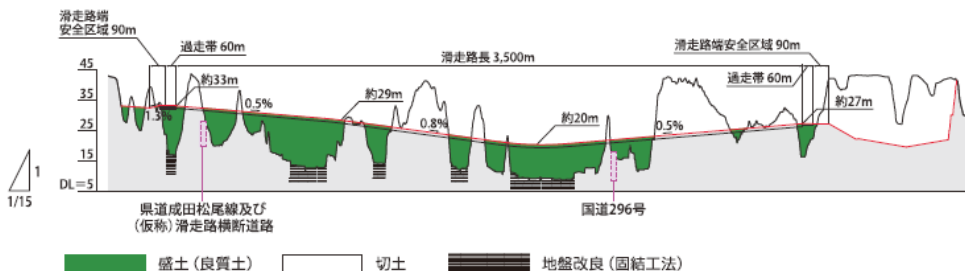 滑走路端
安全区域 90m
過走帯 60m
滑走路長 3,500m
滑走路端安全区域 90m
過走帯 60m
45
35
25
15
DL=5
約33m
1.3%
0.5%
約29m
0.8%
約20m
0.5%
約27m
1
1/15
県道成田松尾線及び
(仮称)滑走路横断道路
国道296号
盛土(良質土)
切土
地盤改良(固結工法)